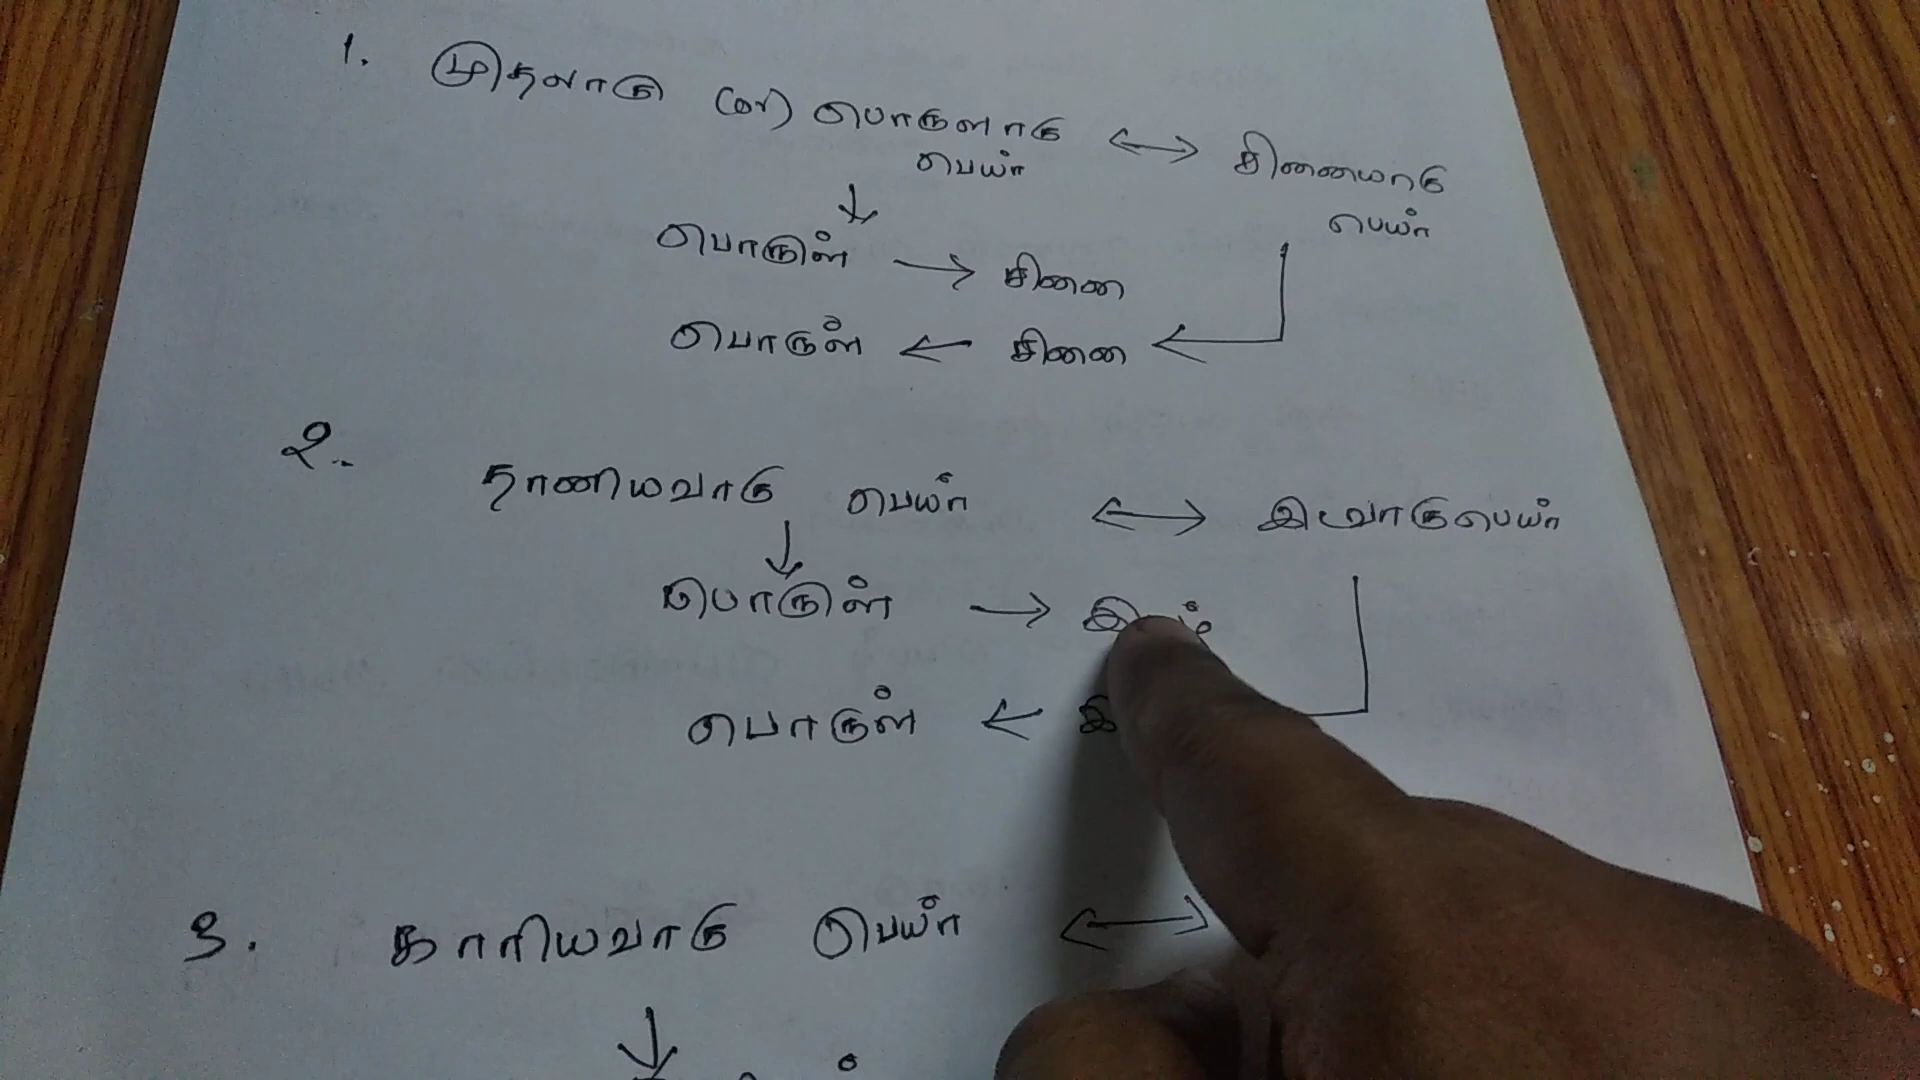 1. முதலாகு (or) பொருளாகு ↔ சினையாகு
பெயர் பெயர்
பொருள் → சினை
பொருள் ← சினை
2. தானியவாகு பெயர் ↔ இடவாகுபெயர்
பொருள் →
பொருள் ←
3. காரியவாகு பெயர் ↔